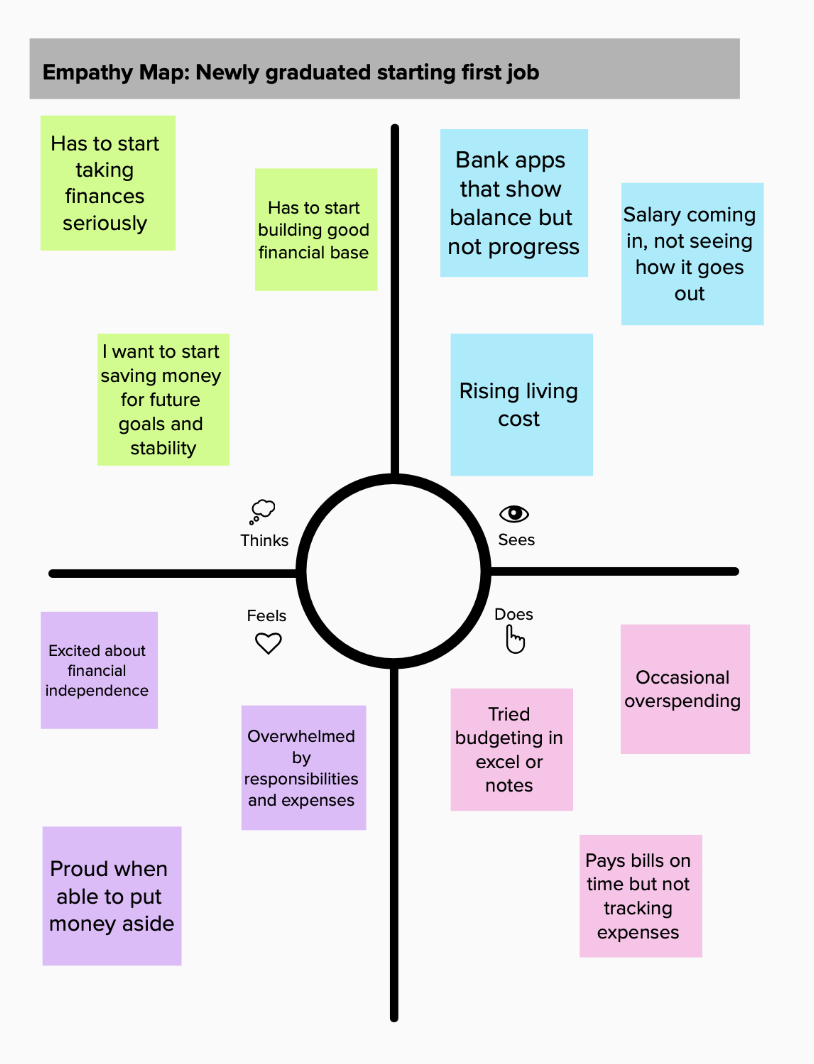 Empathy Map: Newly graduated starting first job
Has to start
taking
finances
seriously
Has to start
building good
financial base
I want to start
saving money
for future
goals and
stability
Thinks
Bank apps
that show
balance but
not progress
Salary coming
in, not seeing
how it goes
out
Rising living
cost
Sees
Feels
Excited about
financial
independence
Overwhelmed
by
responsibilities
and expenses
Proud when
able to put
money aside
Does
Occasional
overspending
Tried
budgeting in
excel or
notes
Pays bills on
time but not
tracking
expenses